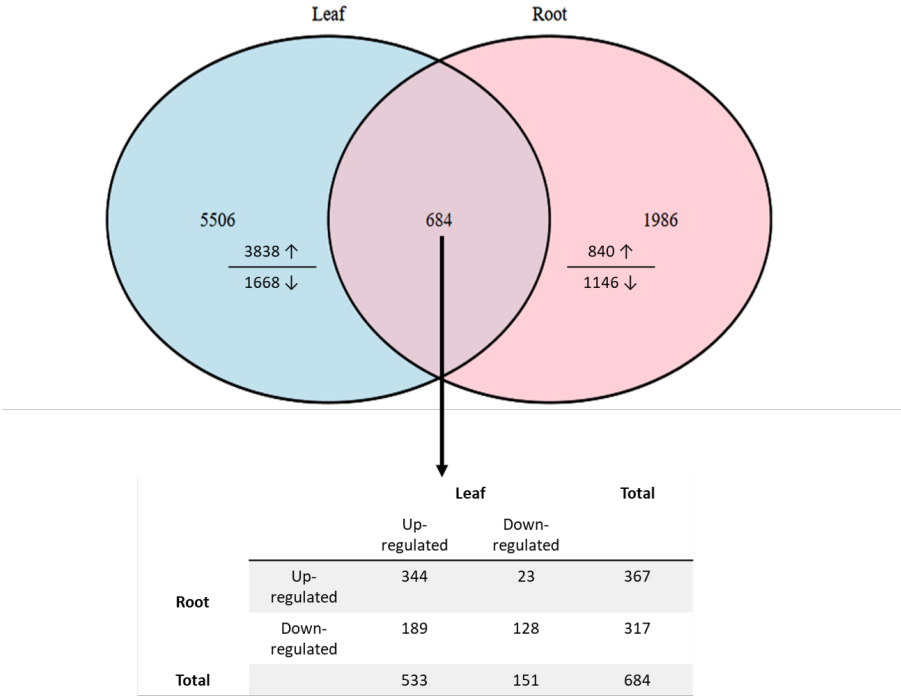 Leaf Root
5506 684 1986
3838 ↑ 840 ↑
1668 ↓ 1146 ↓
Leaf Total
Up- Down-
regulated regulated
Up- 344 23 367
regulated
Root
Down- 189 128 317
regulated
Total 533 151 684